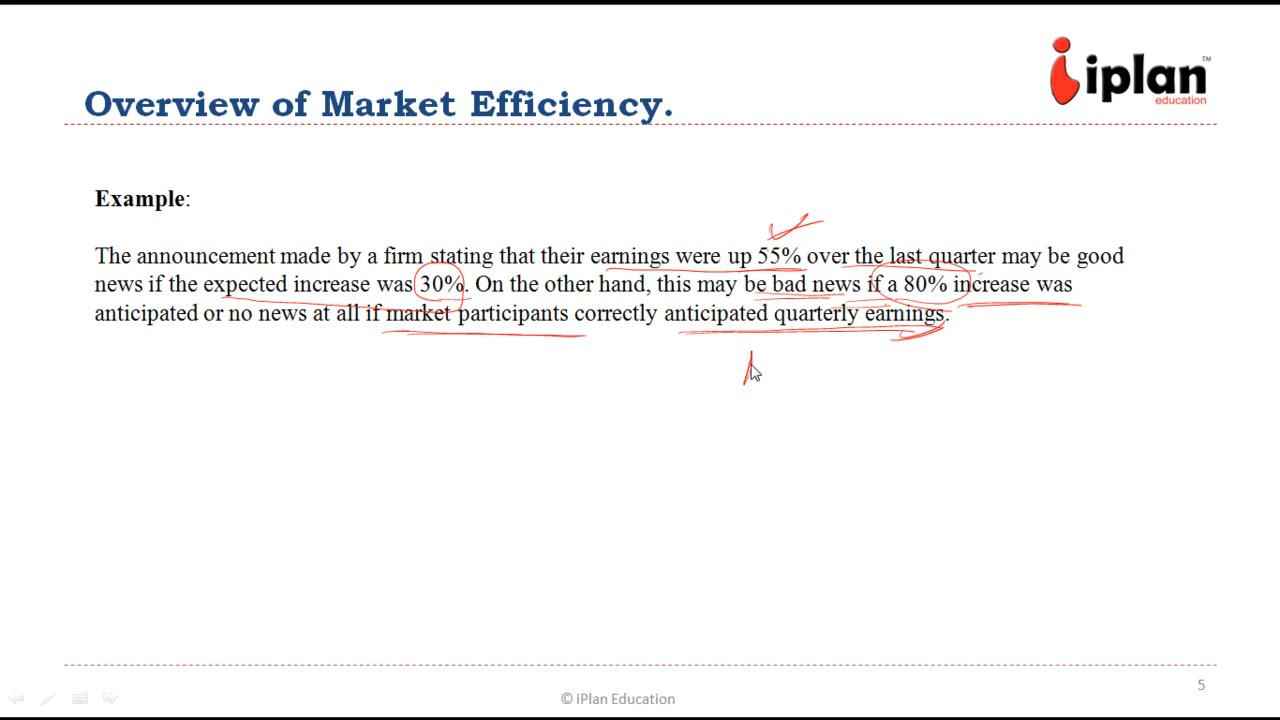 iplan™
education
Overview of Market Efficiency.
Example:
The announcement made by a firm stating that their earnings were up 55% over the last quarter may be good
news if the expected increase was 30%. On the other hand, this may be bad news if a 80% increase was
anticipated or no news at all if market participants correctly anticipated quarterly earnings.
5
© iPlan Education